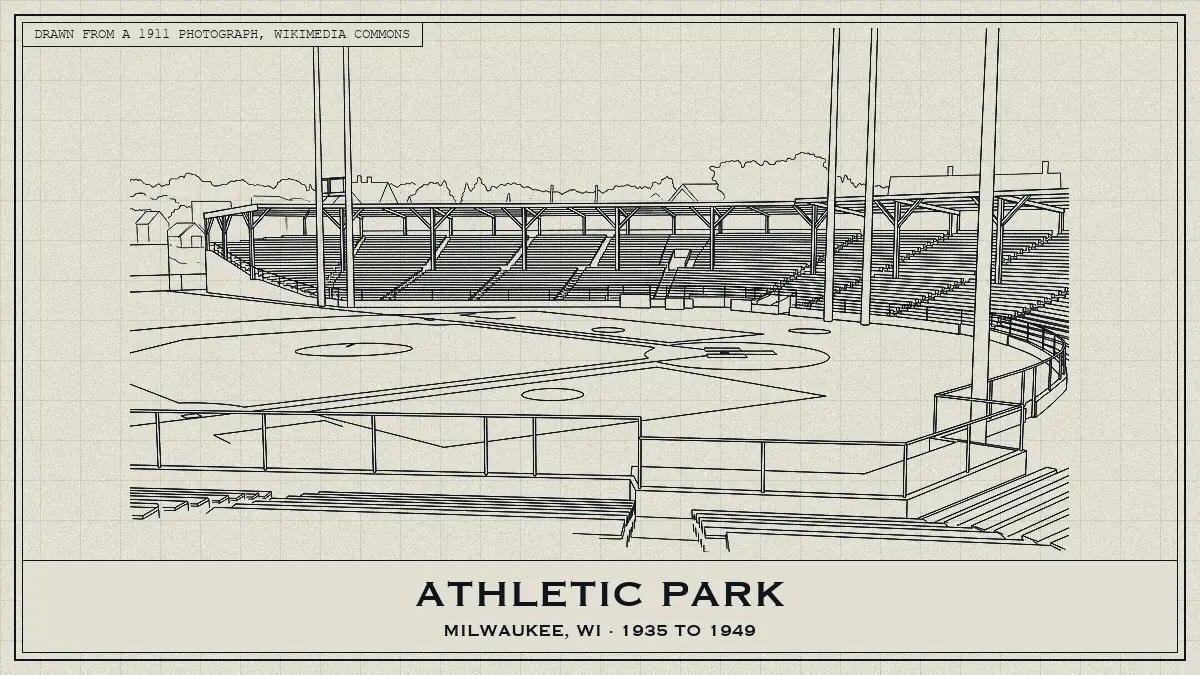 DRAWN FROM A 1911 PHOTOGRAPH, WIKIMEDIA COMMONS
ATHLETIC PARK
MILWAUKEE, WI · 1935 TO 1949